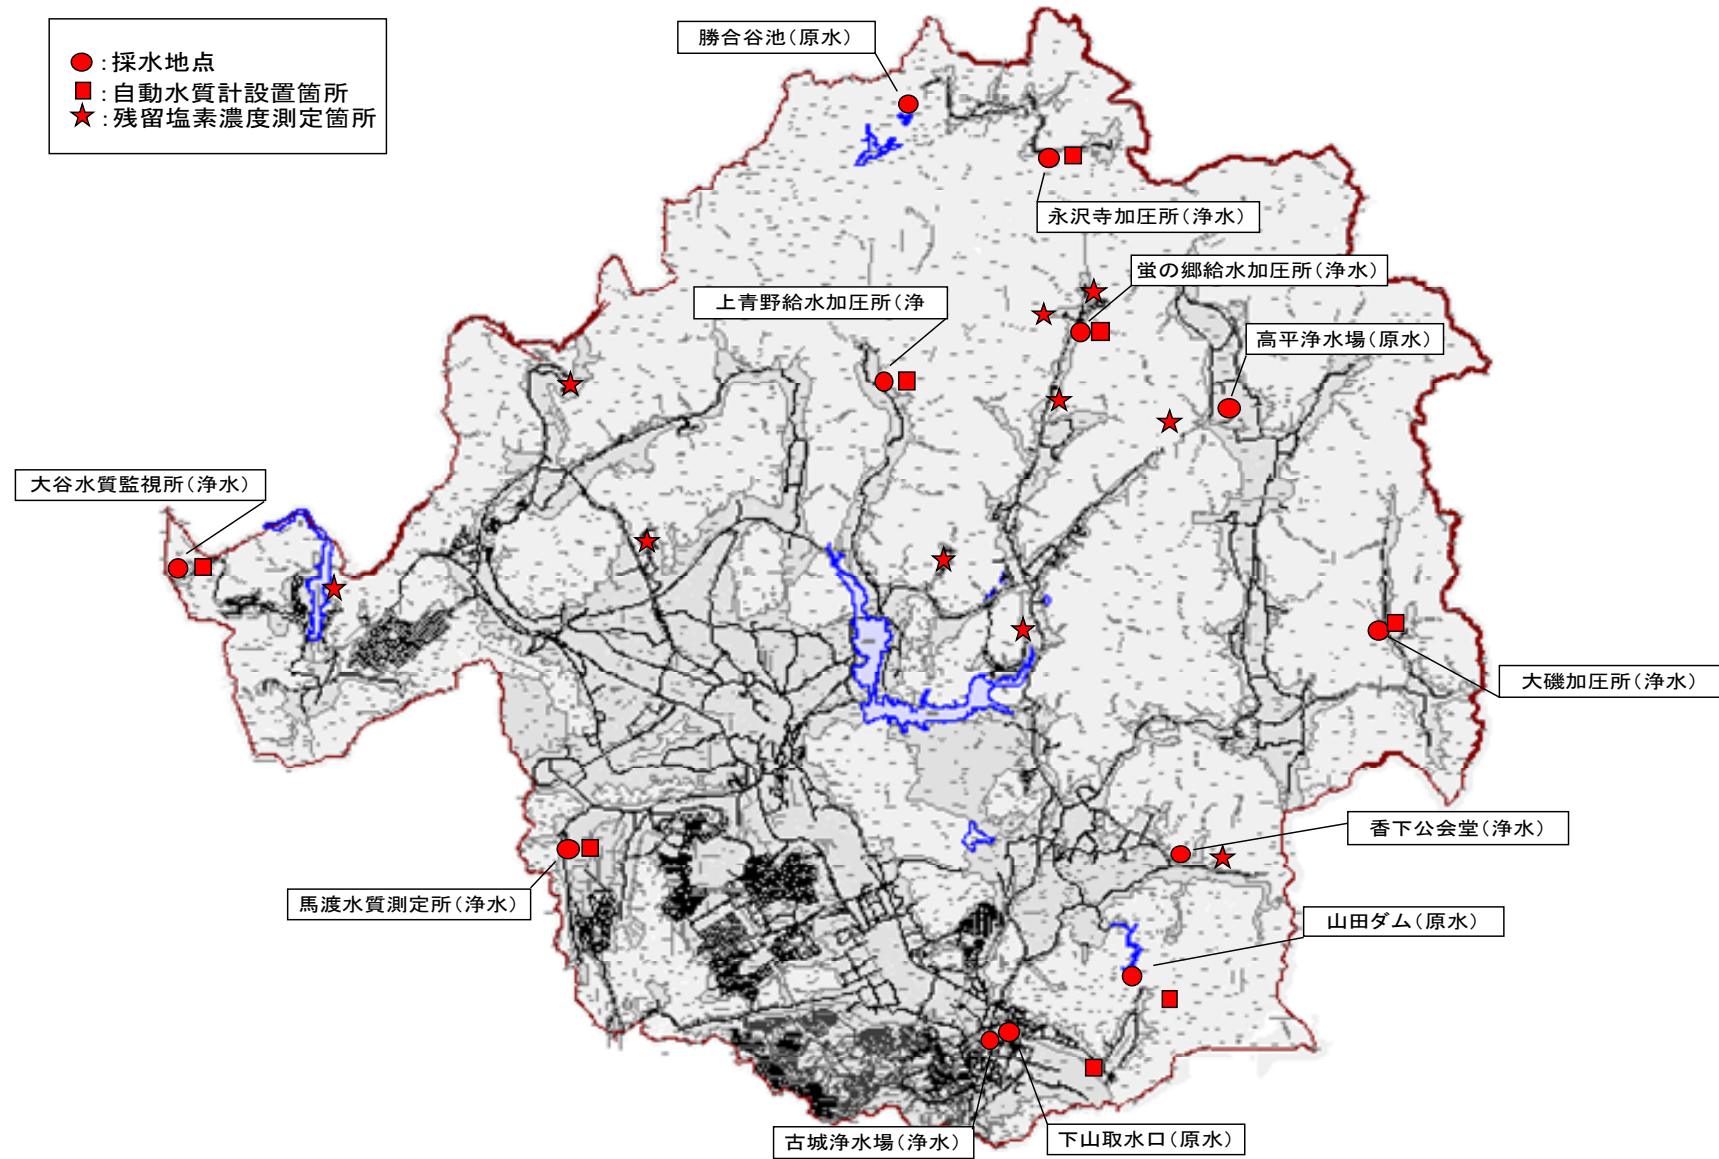 ：採水地点
：自動水質計設置箇所
：残留塩素濃度測定箇所
勝合谷池（原水）
永沢寺加圧所（浄水）
蛍の郷給水加圧所（浄水）
上青野給水加圧所（浄
高平浄水場（原水）
大谷水質監視所（浄水）
大磯加圧所（浄水）
香下公会堂（浄水）
馬渡水質測定所（浄水）
山田ダム（原水）
古城浄水場（浄水）
下山取水口（原水）